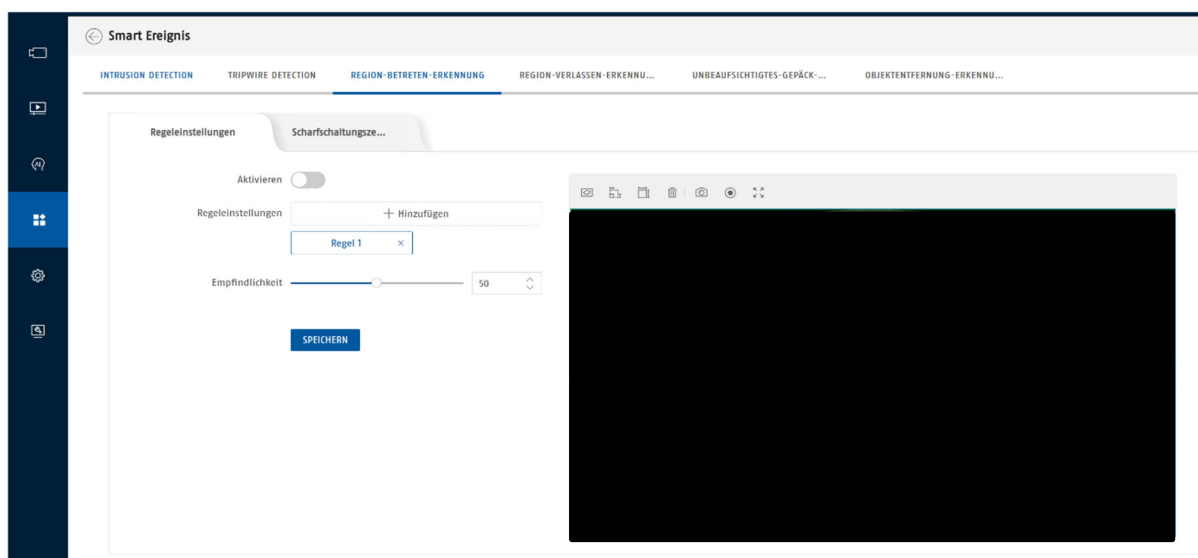 Smart Ereignis
INTRUSION DETECTION TRIPWIRE DETECTION REGION-BETRETEN-ERKENNUNG REGION-VERLASSEN-ERKENNU... UNBEAUFSICHTIGTES-GEPÄCK-... OBJEKTENTFERNUNG-ERKENNU...
Regeleinstellungen Scharfschaltungsze...
Aktivieren
Regeleinstellungen + Hinzufügen
Regel 1 ×
Empfindlichkeit 50
SPEICHERN
AI